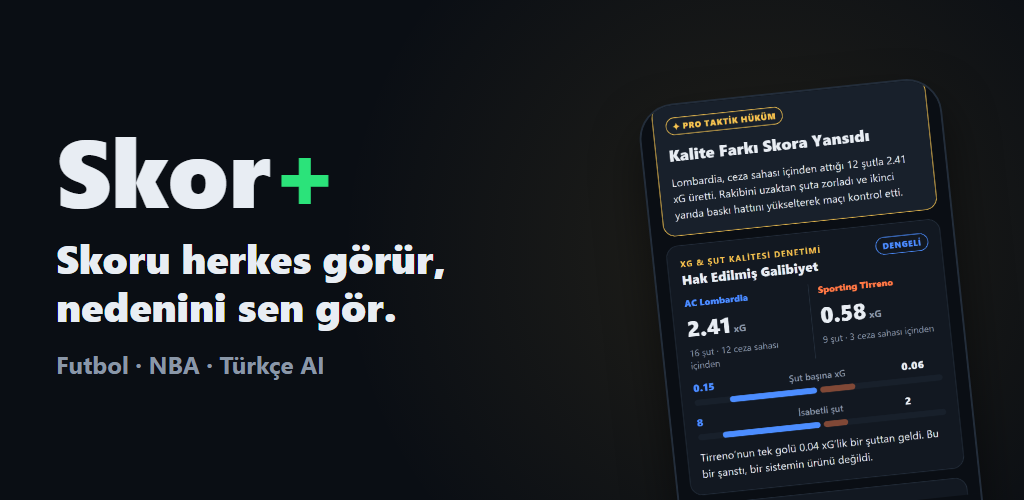 Skor+
Skoru herkes görür,
nedenini sen gör.
Futbol · NBA · Türkçe AI
✦ PRO TAKTİK HÜKÜM
Kalite Farkı Skora Yansıdı
Lombardia, ceza sahası içinden attığı 12 şutla 2.41
xG üretti. Rakibini uzaktan şuta zorladı ve ikinci
yarıda baskı hattını yükselterek maçı kontrol etti.
XG & ŞUT KALİTESİ DENETİMİ
DENGELİ
Hak Edilmiş Galibiyet
AC Lombardia
2.41 xG
16 şut · 12 ceza sahası
içinden
Sporting Tirreno
0.58 xG
9 şut · 3 ceza sahası içinden
0.15 Şut başına xG 0.06
8 İsabetli şut 2
Tirreno'nun tek golü 0.04 xG'lik bir şuttan geldi. Bu
bir şanstı, bir sistemin ürünü değildi.